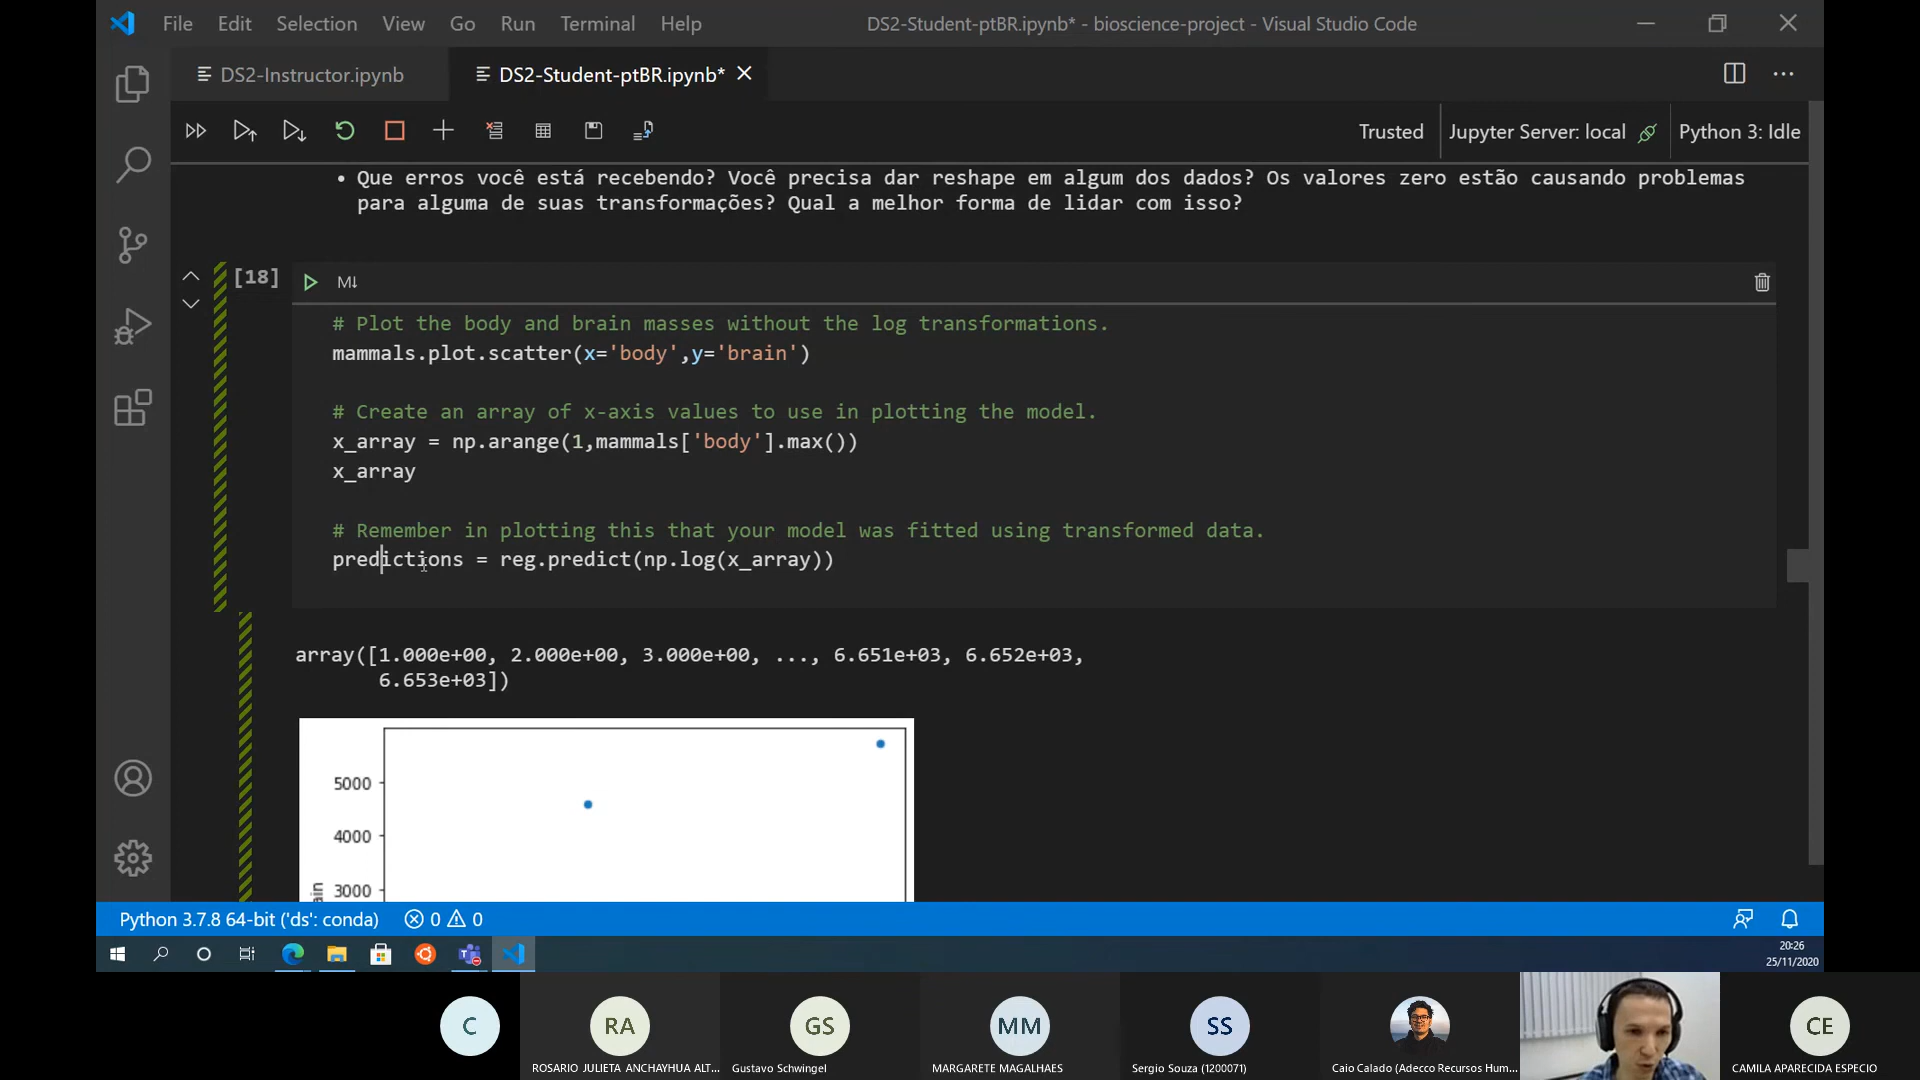 File Edit Selection View Go Run Terminal Help DS2-Student-ptBR.ipynb* - bioscience-project - Visual Studio Code
DS2-Instructor.ipynb DS2-Student-ptBR.ipynb*
Trusted Jupyter Server: local Python 3: Idle
• Que erros você está recebendo? Você precisa dar reshape em algum dos dados? Os valores zero estão causando problemas
para alguma de suas transformações? Qual a melhor forma de lidar com isso?
[18] M↓
# Plot the body and brain masses without the log transformations.
mammals.plot.scatter(x='body',y='brain')
# Create an array of x-axis values to use in plotting the model.
x_array = np.arange(1,mammals['body'].max())
x_array
# Remember in plotting this that your model was fitted using transformed data.
predictions = reg.predict(np.log(x_array))
array([1.000e+00, 2.000e+00, 3.000e+00, ..., 6.651e+03, 6.652e+03,
6.653e+03])
5000
4000
3000
ain
Python 3.7.8 64-bit ('ds': conda) 0 0
20:26
25/11/2020
C RA GS MM SS CE
ROSARIO JULIETA ANCHAYHUA ALT... Gustavo Schwingel MARGARETE MAGALHAES Sergio Souza (1200071) Caio Calado (Adecco Recursos Hum... CAMILA APARECIDA ESPECIO